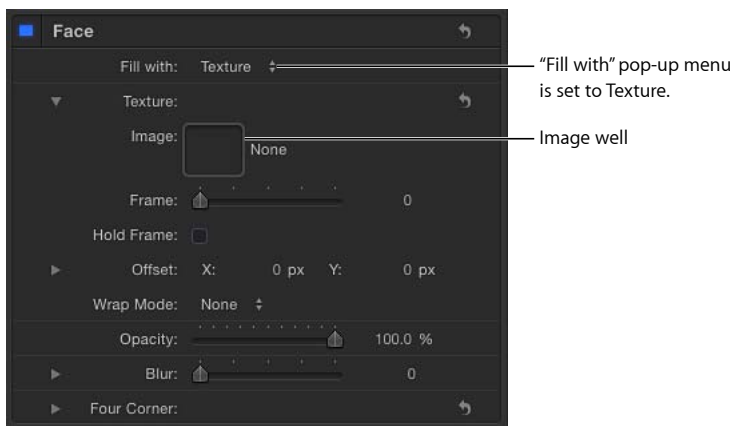 Face
Fill with: Texture
“Fill with” pop-up menu
is set to Texture.
Texture:
Image: None
Image well
Frame: 0
Hold Frame:
Offset: X: 0 px Y: 0 px
Wrap Mode: None
Opacity: 100.0 %
Blur: 0
Four Corner: